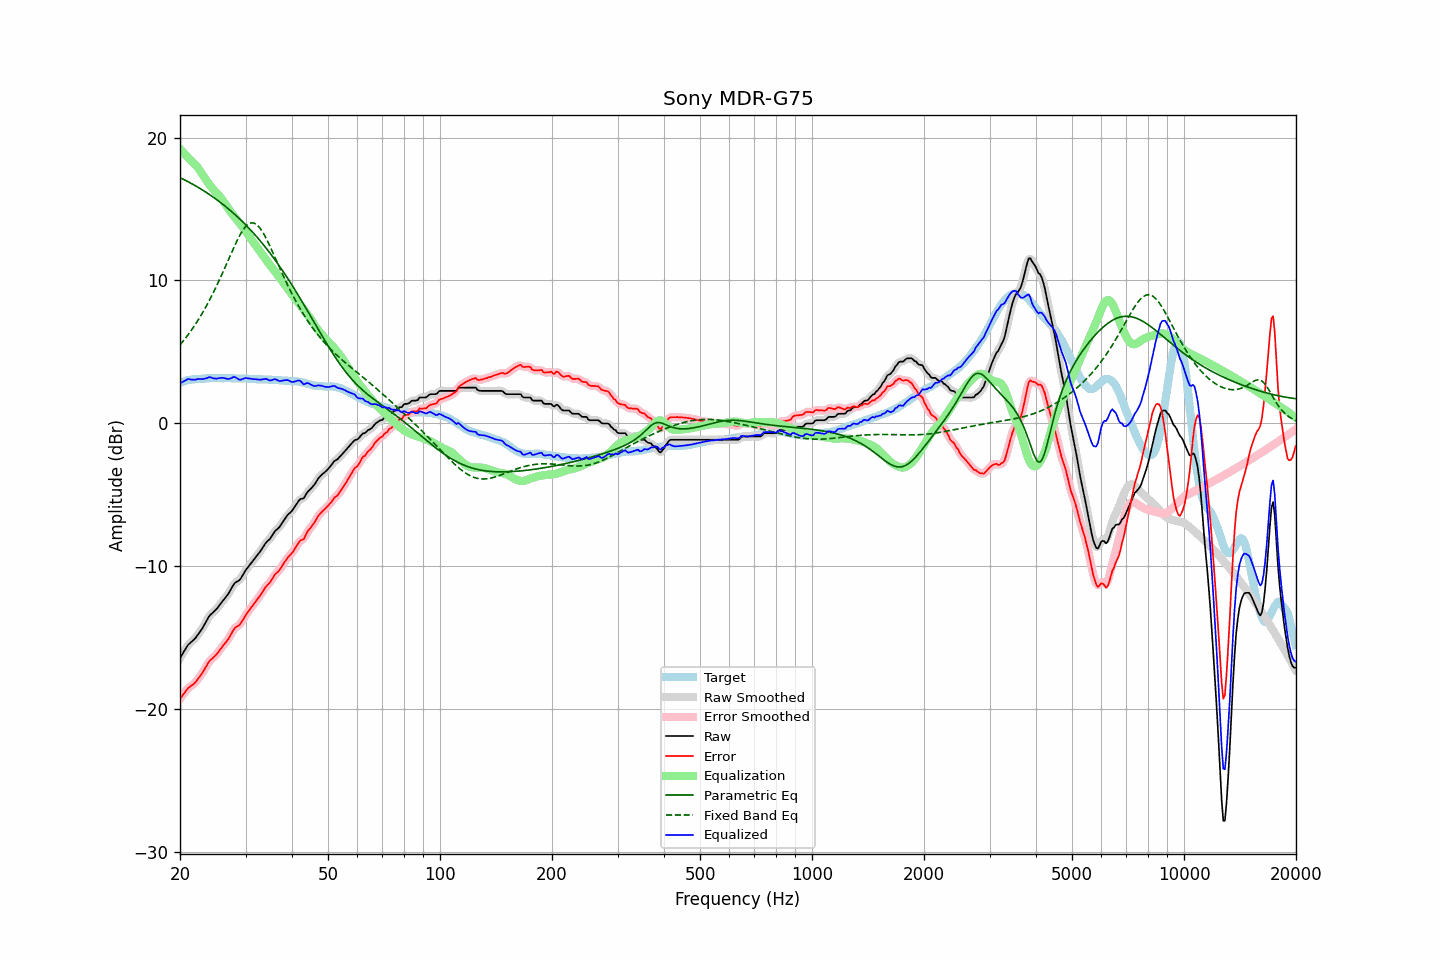 Sony MDR-G75
Amplitude (dBr)
20
10
0
−10
−20
−30
Target
Raw Smoothed
Error Smoothed
Raw
Error
Equalization
Parametric Eq
Fixed Band Eq
Equalized
20 50 100 200 500 1000 2000 5000 10000 20000
Frequency (Hz)